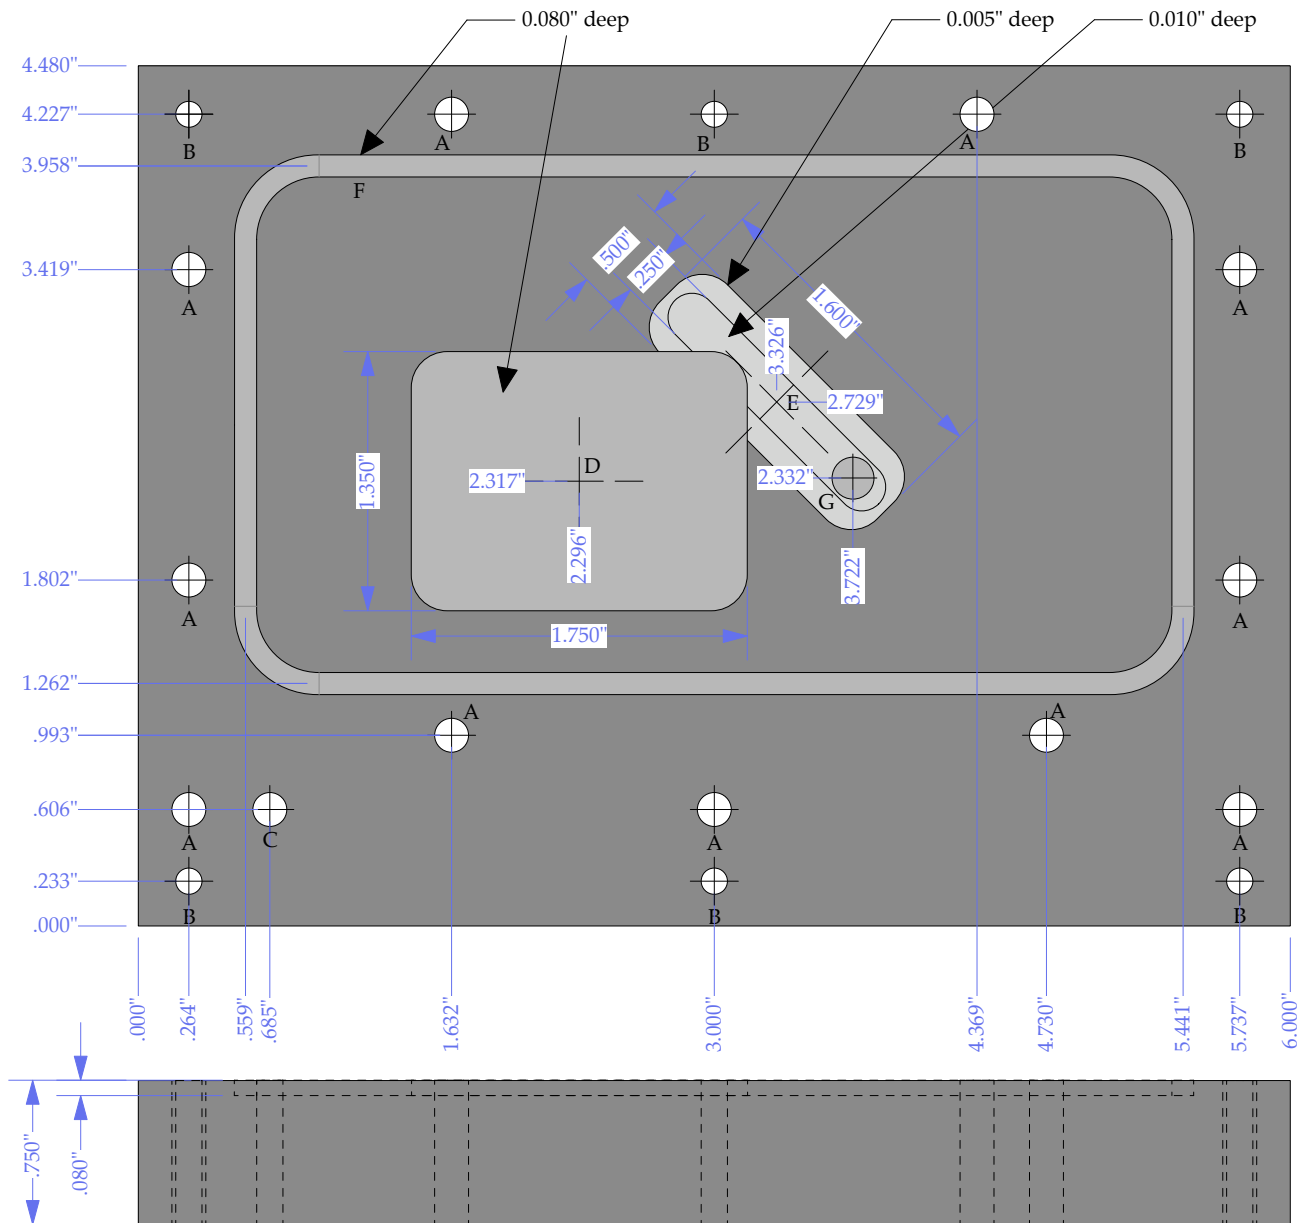 0.080" deep
0.005" deep
0.010" deep
4.480"
4.227"
B
A
B
A
B
3.958"
F
3.419"
A
A
.500"
.250"
1.600"
3.326"
E
2.729"
D
2.317"
2.332"
G
1.350"
2.296"
3.722"
1.802"
A
A
1.750"
1.262"
A
A
.993"
.606"
A
C
A
A
.233"
B
B
B
.000"
.000"
.264"
.559"
.685"
1.632"
3.000"
4.369"
4.730"
5.441"
5.737"
6.000"
.750"
.080"